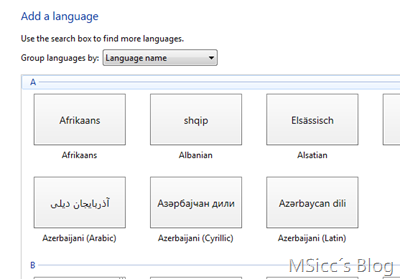 Add a language
Use the search box to find more languages.
Group languages by: Language name
A
Afrikaans shqip Elsässisch
Afrikaans Albanian Alsatian
آذربایجان دیلی Азәрбајҹан дили Azərbaycan dili
Azerbaijani (Arabic) Azerbaijani (Cyrillic) Azerbaijani (Latin)
B
MSicc´s Blog